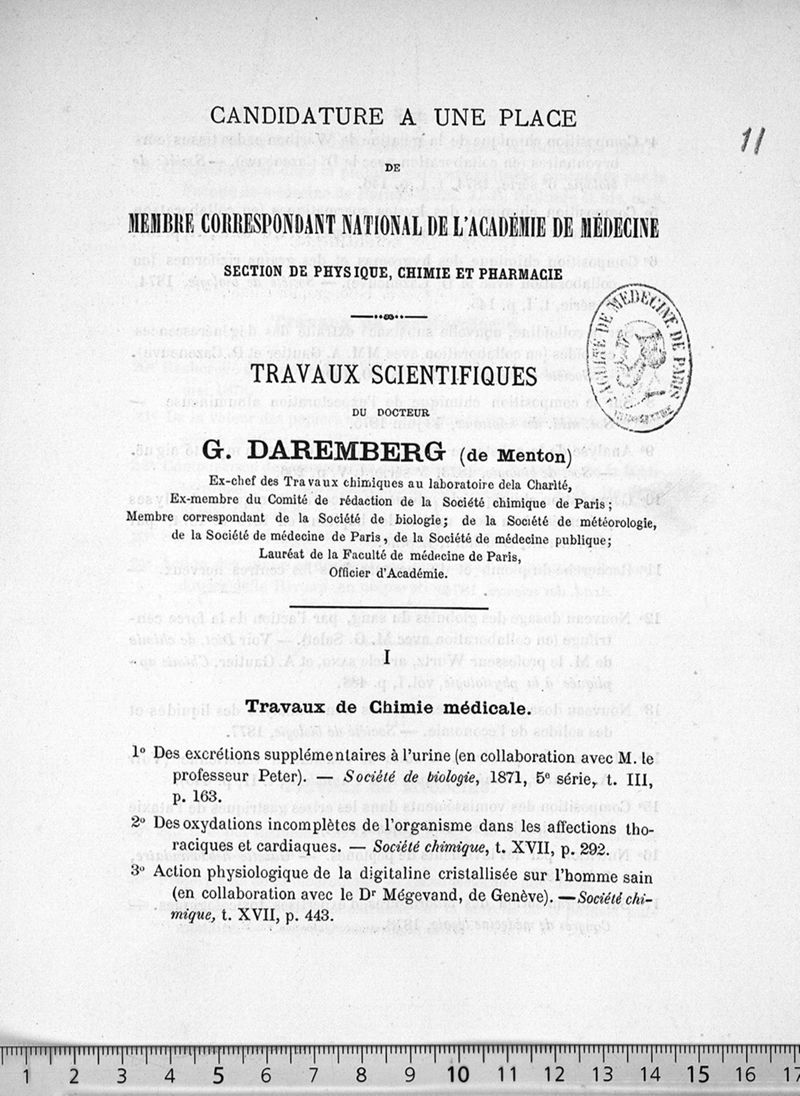 CANDIDATURE A UNE PLACE
11
DE
MEMBRE CORRESPONDANT NATIONAL DE L'ACADÉMIE DE MÉDECINE
SECTION DE PHYSIQUE, CHIMIE ET PHARMACIE
FACULTÉ DE MEDECINE DE PARIS
TRAVAUX SCIENTIFIQUES
DU DOCTEUR
G. DAREMBERG (de Menton)
Ex-chef des Travaux chimiques au laboratoire dela Charité,
Ex-membre du Comité de rédaction de la Société chimique de Paris;
Membre correspondant de la Société de biologie; de la Société de météorologie,
de la Société de médecine de Paris, de la Société de médecine publique;
Lauréat de la Faculté de médecine de Paris,
Officier d'Académie.
I
Travaux de Chimie médicale.
1° Des excrétions supplémentaires à l'urine (en collaboration avec M. le
professeur Peter). — Société de biologie, 1871, 5e série, t. III,
p. 163.
2° Des oxydations incomplètes de l'organisme dans les affections tho-
raciques et cardiaques. — Société chimique, t. XVII, p. 292.
3° Action physiologique de la digitaline cristallisée sur l'homme sain
(en collaboration avec le Dr Mégevand, de Genève). — Société chi-
mique, t. XVII, p. 443.
1 2 3 4 5 6 7 8 9 10 11 12 13 14 15 16 17